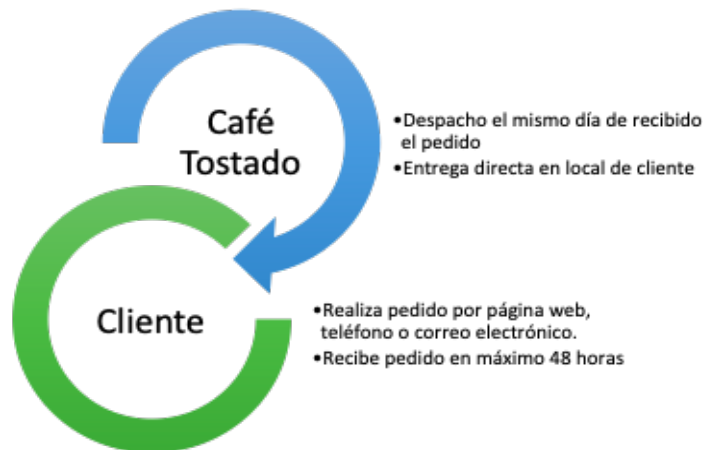 Café
Tostado
•Despacho el mismo día de recibido
el pedido
•Entrega directa en local de cliente
Cliente
•Realiza pedido por página web,
teléfono o correo electrónico.
•Recibe pedido en máximo 48 horas